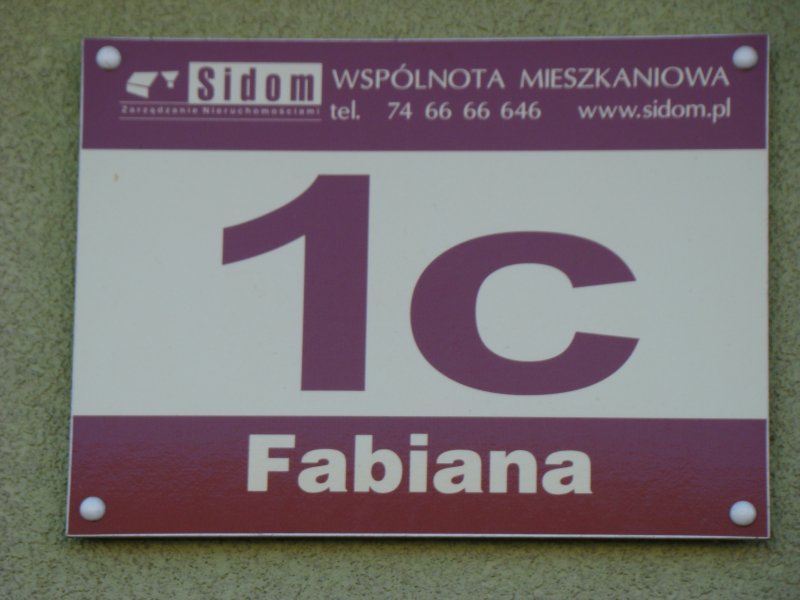 Sidom WSPÓLNOTA MIESZKANIOWA
Zarządzanie Nieruchomościami tel. 74 66 66 646 www.sidom.pl
1c
Fabiana